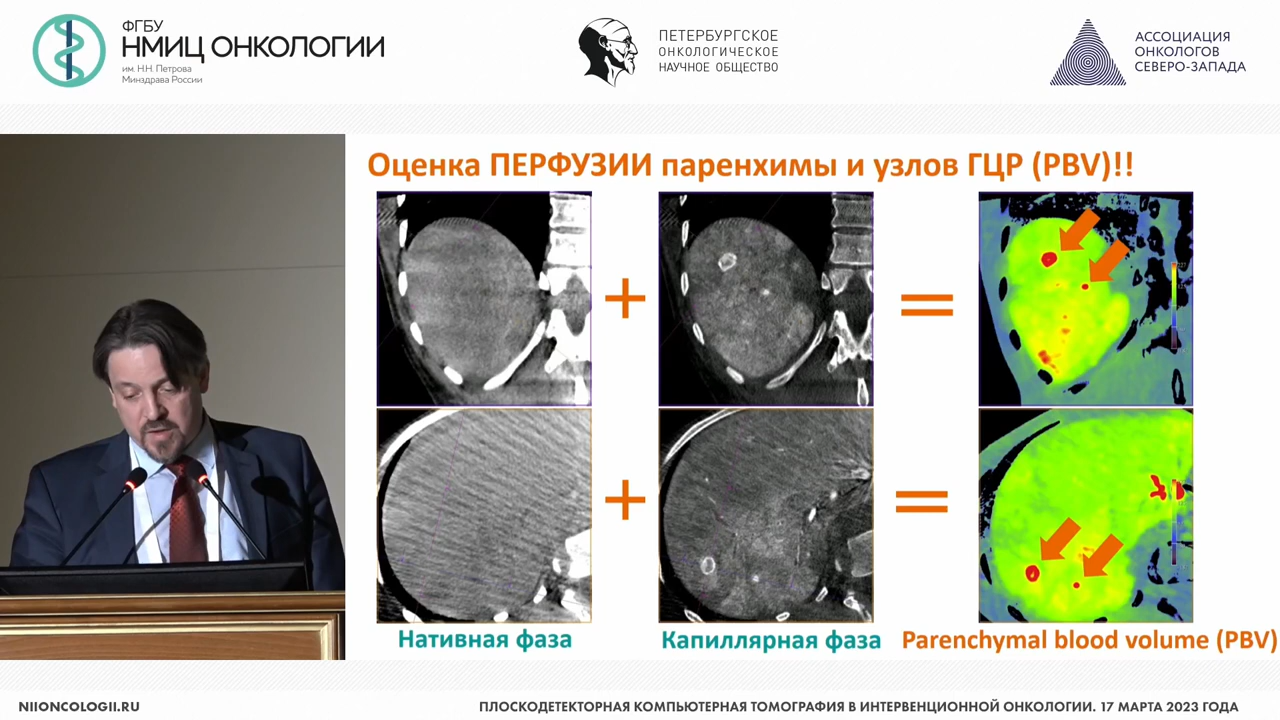 ФГБУ
НМИЦ ОНКОЛОГИИ
им. Н.Н. Петрова
Минздрава России
ПЕТЕРБУРГСКОЕ
ОНКОЛОГИЧЕСКОЕ
НАУЧНОЕ ОБЩЕСТВО
АССОЦИАЦИЯ
ОНКОЛОГОВ
СЕВЕРО-ЗАПАДА
Оценка ПЕРФУЗИИ паренхимы и узлов ГЦР (PBV)!!
+
=
+
=
Нативная фаза
Капиллярная фаза
Parenchymal blood volume (PBV)
NIIONCOLOGII.RU
ПЛОСКОДЕТЕКТОРНАЯ КОМПЬЮТЕРНАЯ ТОМОГРАФИЯ В ИНТЕРВЕНЦИОННОЙ ОНКОЛОГИИ. 17 МАРТА 2023 ГОДА